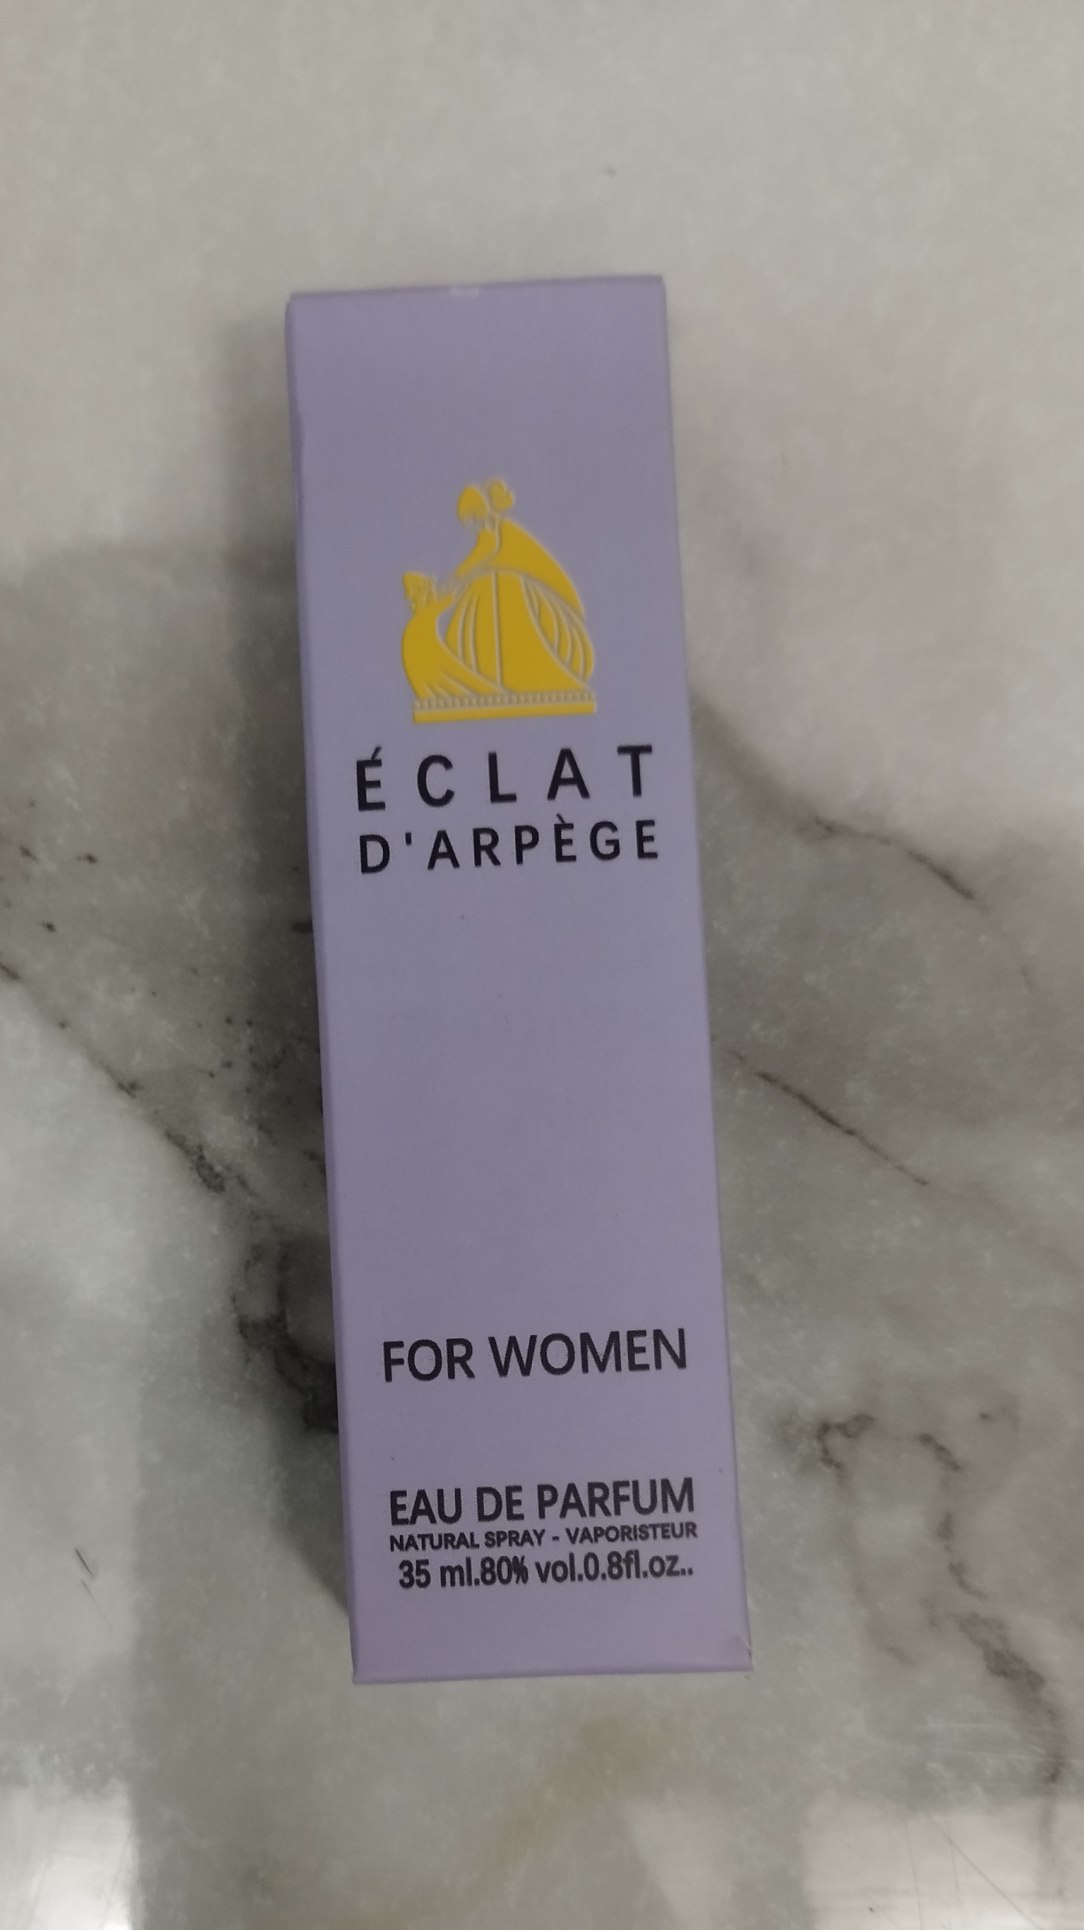 ÉCLAT
D'ARPÈGE
FOR WOMEN
EAU DE PARFUM
NATURAL SPRAY - VAPORISTEUR
35 ml.80% vol.0.8fl.oz..